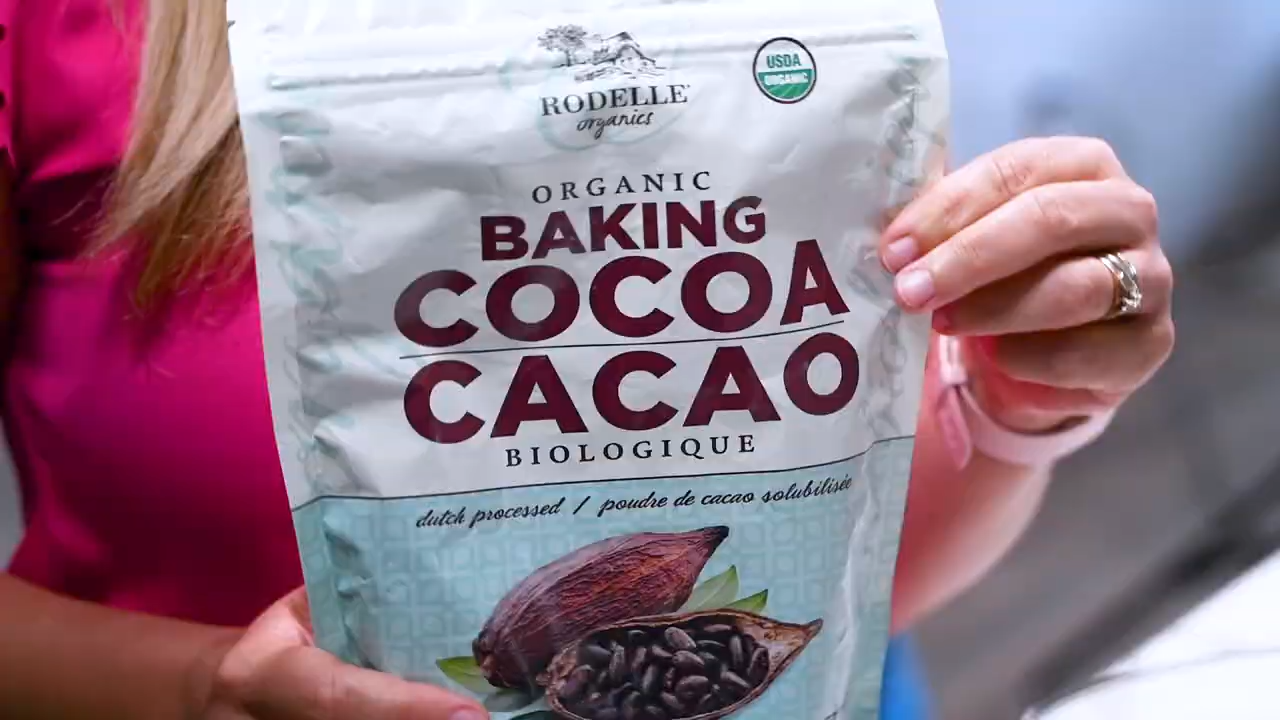 RODELLE
organics
USDA
ORGANIC
ORGANIC
BAKING
COCOA
CACAO
BIOLOGIQUE
dutch processed / poudre de cacao solubilisée